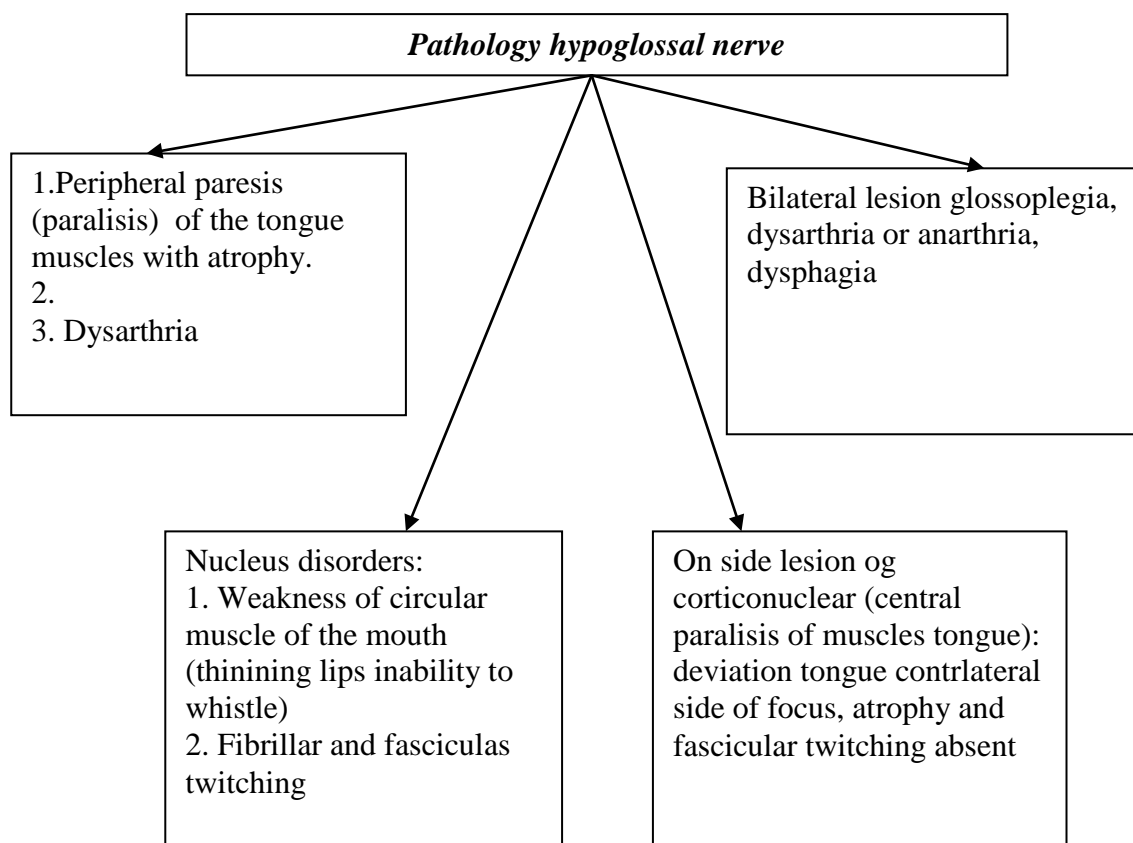 Pathology hypoglossal nerve
1.Peripheral paresis
(paralisis) of the tongue
muscles with atrophy.
2.
3. Dysarthria
Bilateral lesion glossoplegia,
dysarthria or anarthria,
dysphagia
Nucleus disorders:
1. Weakness of circular
muscle of the mouth
(thinining lips inability to
whistle)
2. Fibrillar and fasciculas
twitching
On side lesion og
corticonuclear (central
paralisis of muscles tongue):
deviation tongue contrlateral
side of focus, atrophy and
fascicular twitching absent